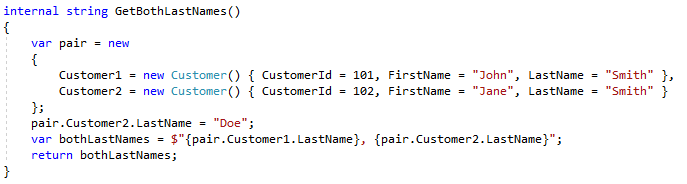 internal string GetBothLastNames()
{
    var pair = new
    {
        Customer1 = new Customer() { CustomerId = 101, FirstName = "John", LastName = "Smith" },
        Customer2 = new Customer() { CustomerId = 102, FirstName = "Jane", LastName = "Smith" }
    };
    pair.Customer2.LastName = "Doe";
    var bothLastNames = $"{pair.Customer1.LastName}, {pair.Customer2.LastName}";
    return bothLastNames;
}